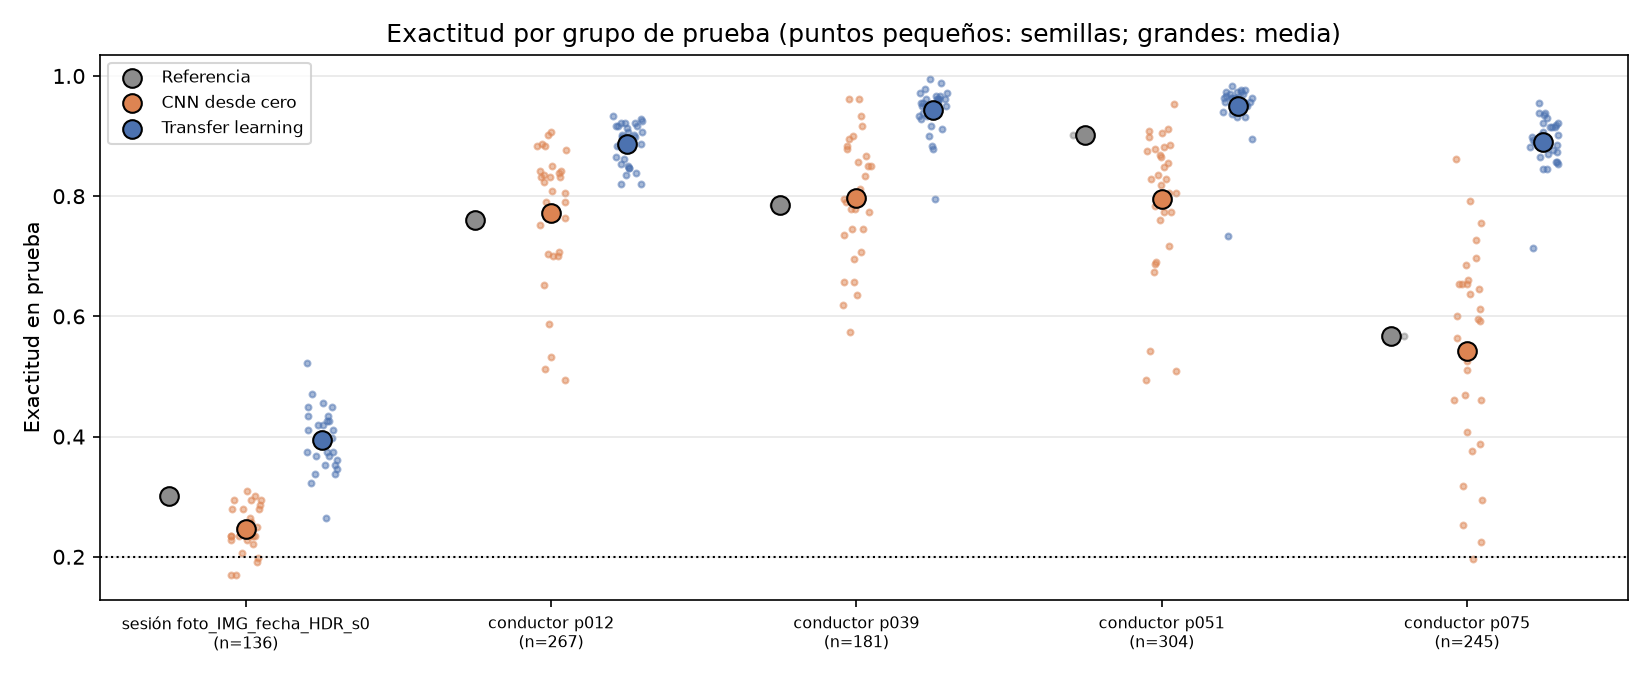 Exactitud por grupo de prueba (puntos pequeños: semillas; grandes: media)
Referencia
CNN desde cero
Transfer learning
Exactitud en prueba
1.0
0.8
0.6
0.4
0.2
sesión foto_IMG_fecha_HDR_s0
(n=136)
conductor p012
(n=267)
conductor p039
(n=181)
conductor p051
(n=304)
conductor p075
(n=245)